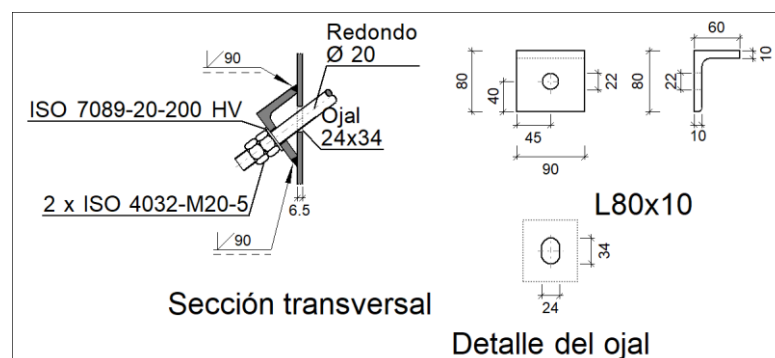 Redondo
Ø 20
90
ISO 7089-20-200 HV
Ojal
24x34
2 x ISO 4032-M20-5
6.5
90
Sección transversal
80
40
22
45
90
60
10
80
22
10
L80x10
34
24
Detalle del ojal